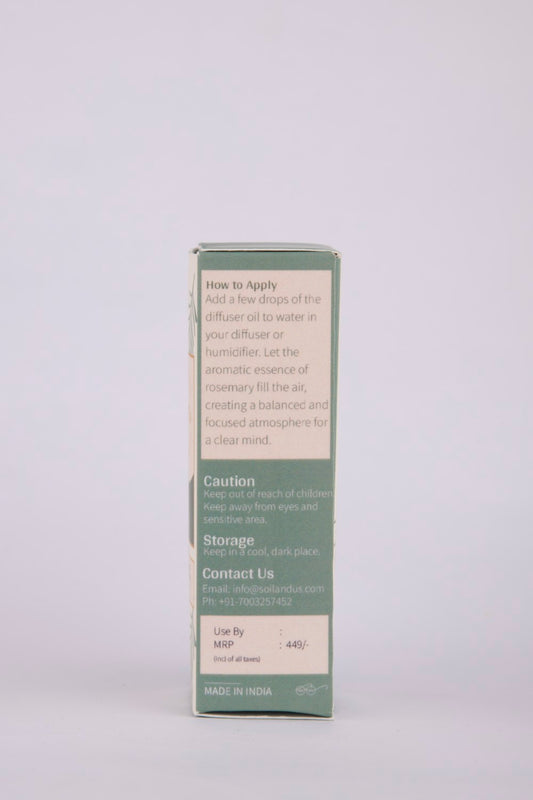 How to Apply
Add a few drops of the
diffuser oil to water in
your diffuser or
humidifier. Let the
aromatic essence of
rosemary fill the air,
creating a balanced and
focused atmosphere for
a clear mind.
Caution
Keep out of reach of children
Keep away from eyes and
sensitive area.
Storage
Keep in a cool, dark place.
Contact Us
Email: info@soilandus.com
Ph: +91-7003257452
Use By :
MRP : 449/-
(incl of all taxes)
MADE IN INDIA